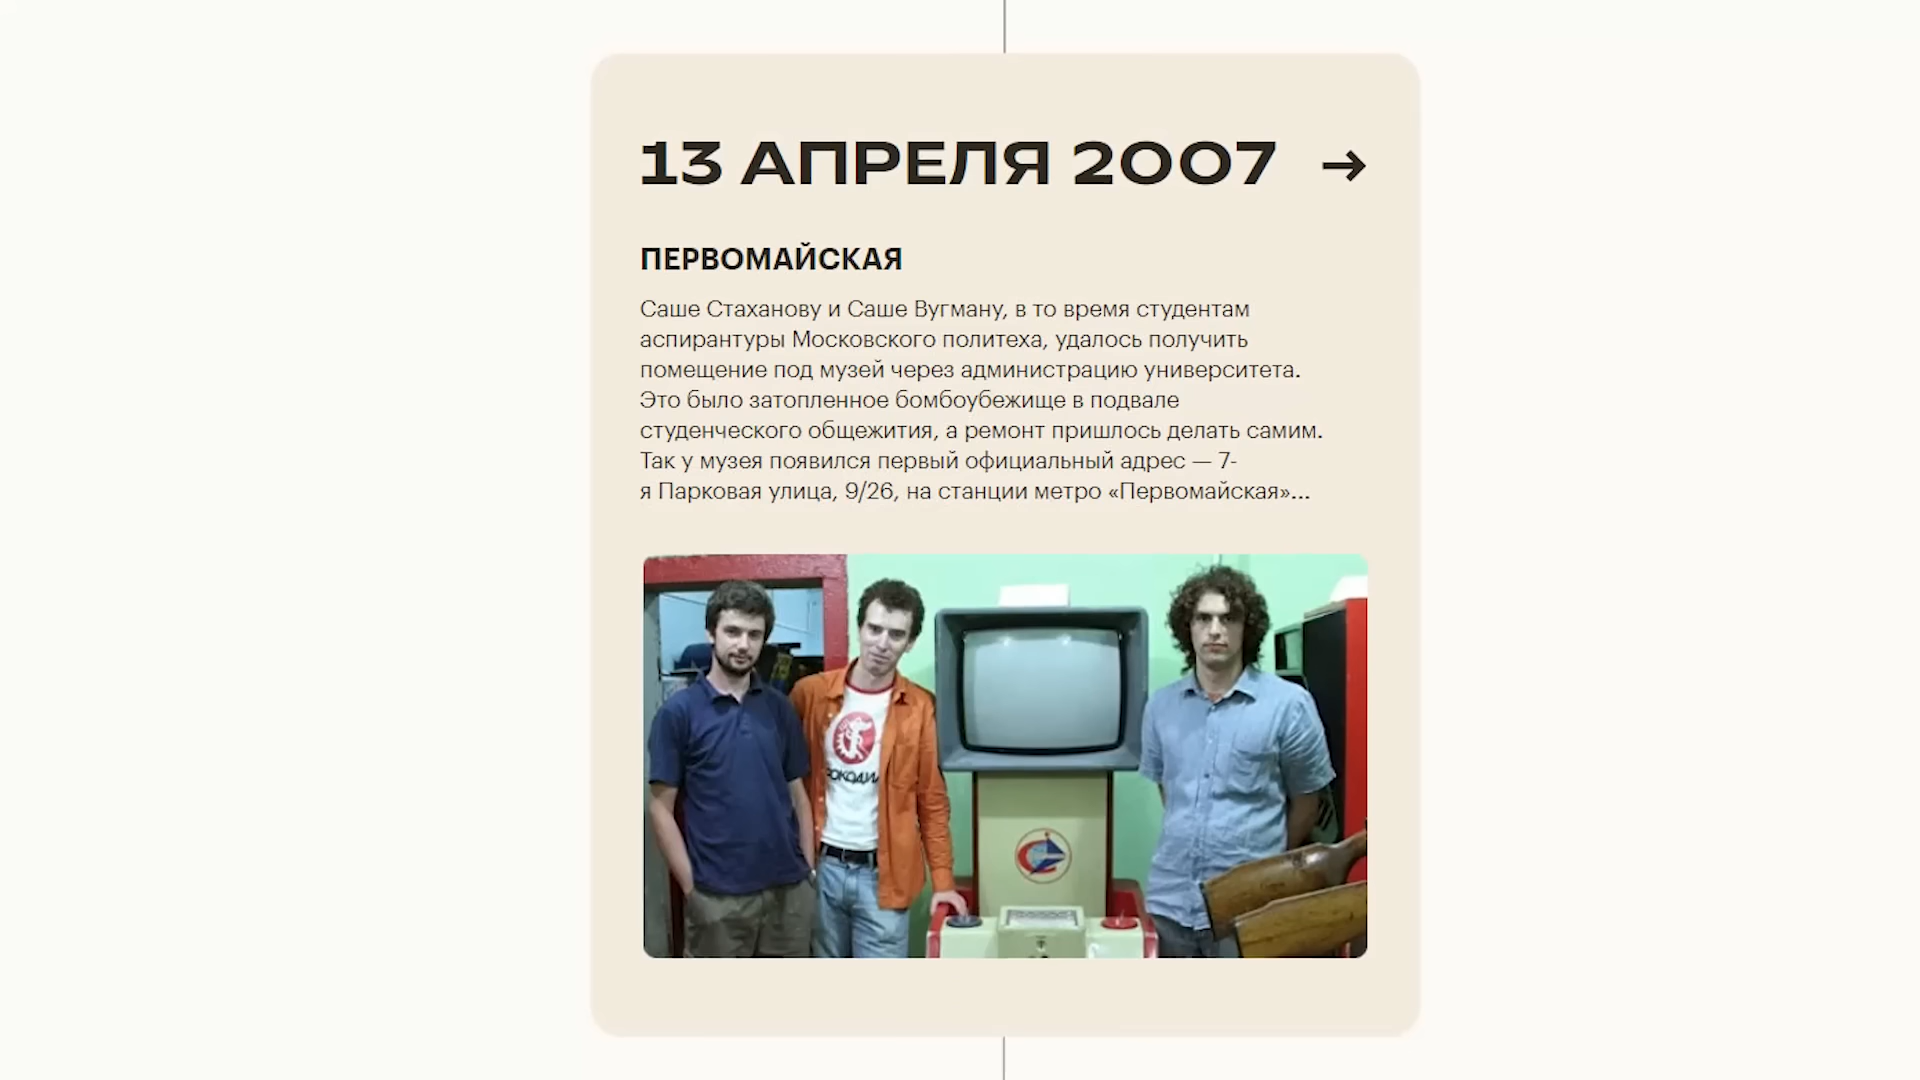 13 АПРЕЛЯ 2007 →
ПЕРВОМАЙСКАЯ
Саше Стаханову и Саше Вугману, в то время студентам
аспирантуры Московского политеха, удалось получить
помещение под музей через администрацию университета.
Это было затопленное бомбоубежище в подвале
студенческого общежития, а ремонт пришлось делать самим.
Так у музея появился первый официальный адрес — 7-
я Парковая улица, 9/26, на станции метро «Первомайская»...